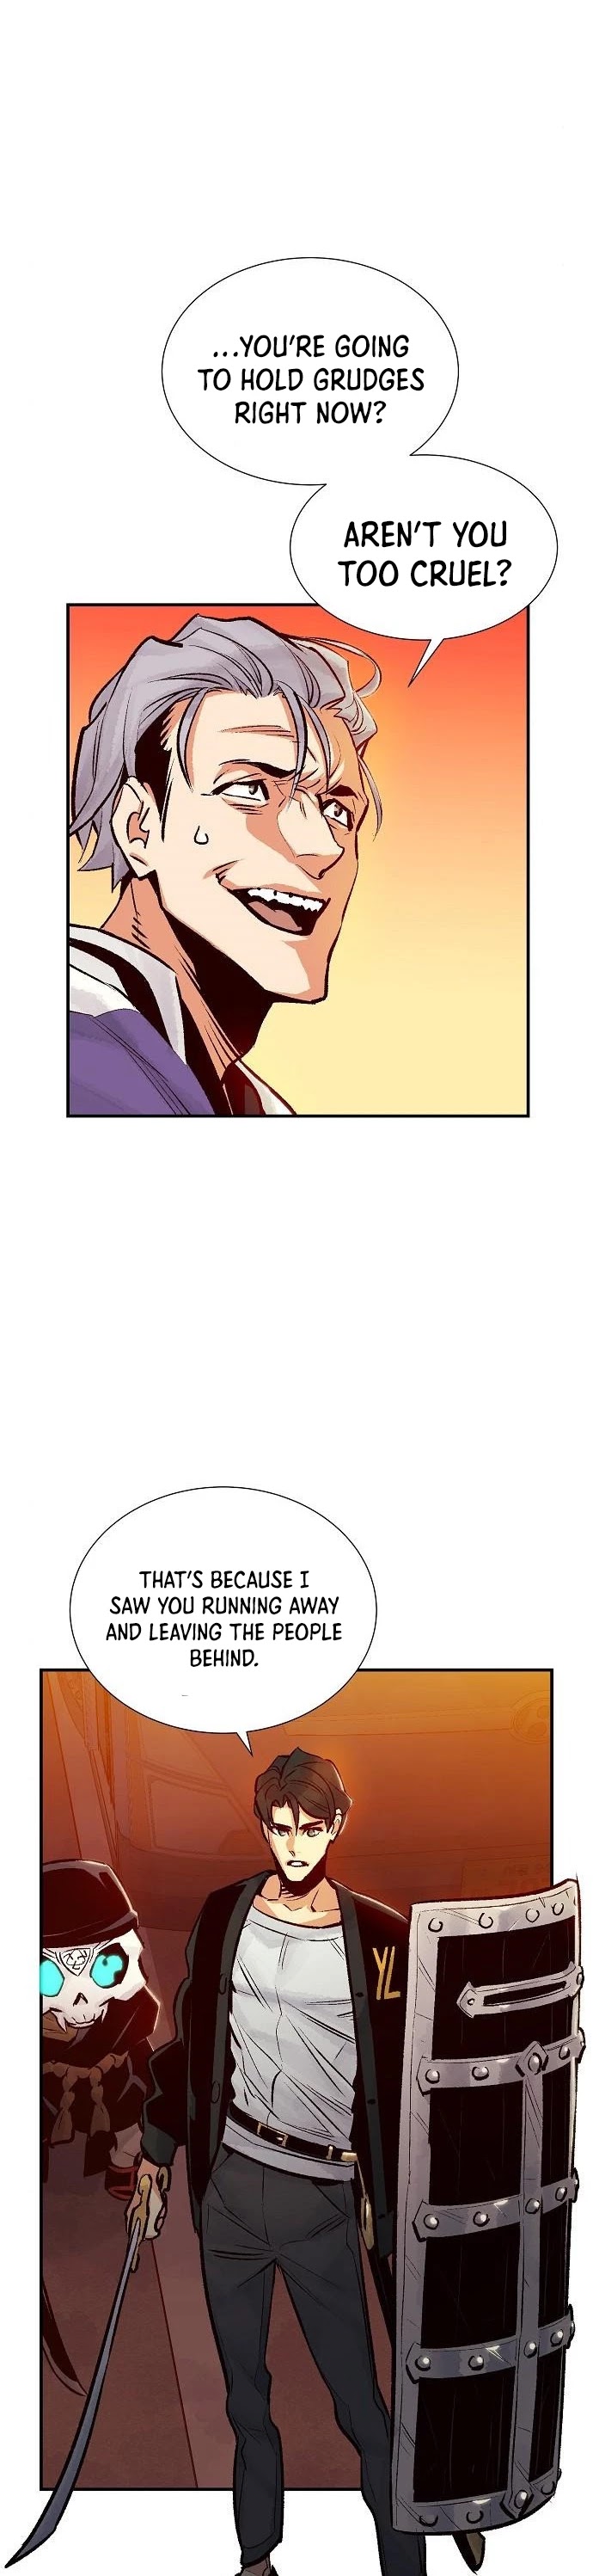 ...YOU'RE GOING
TO HOLD GRUDGES
RIGHT NOW?
AREN'T YOU
TOO CRUEL?
THAT'S BECAUSE I
SAW YOU RUNNING AWAY
AND LEAVING THE PEOPLE
BEHIND.
YL